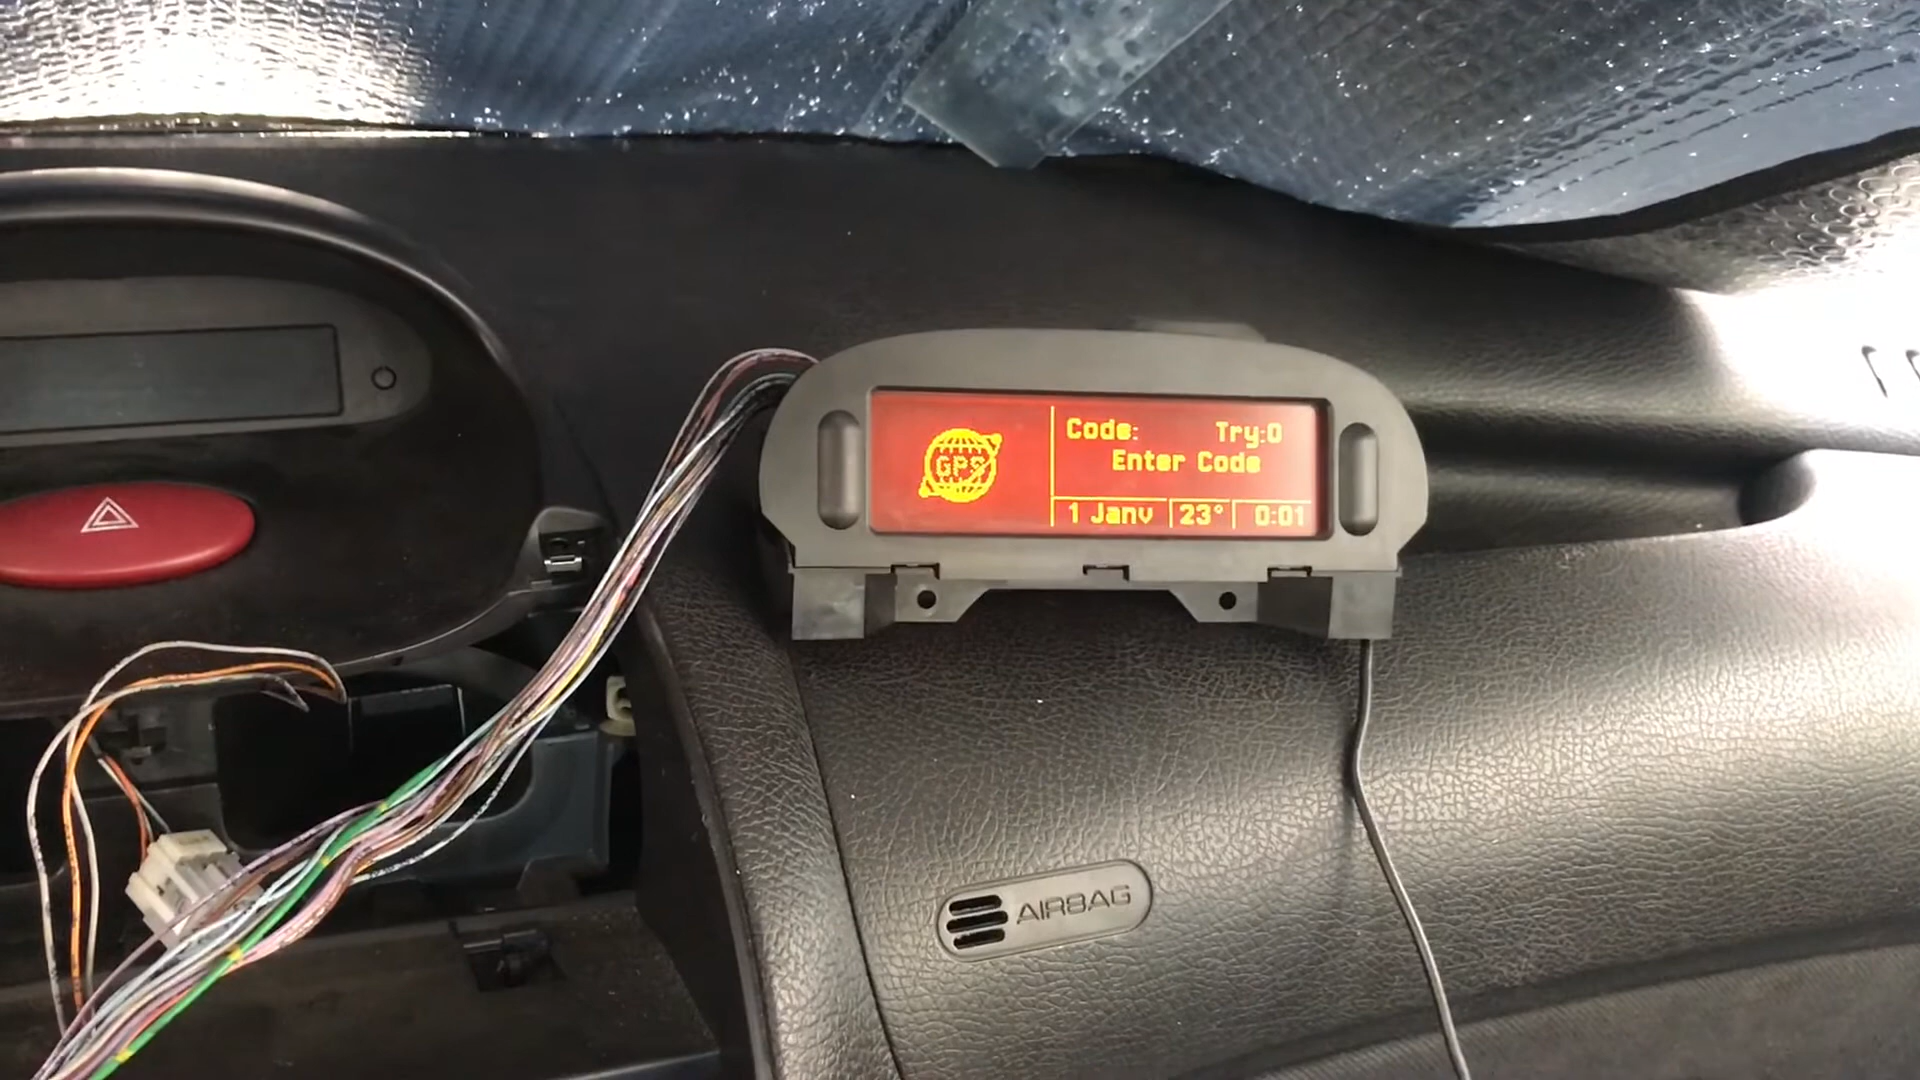 GPS
Code: Try:0
Enter Code
1 Janv 23° 0:01
AIRBAG